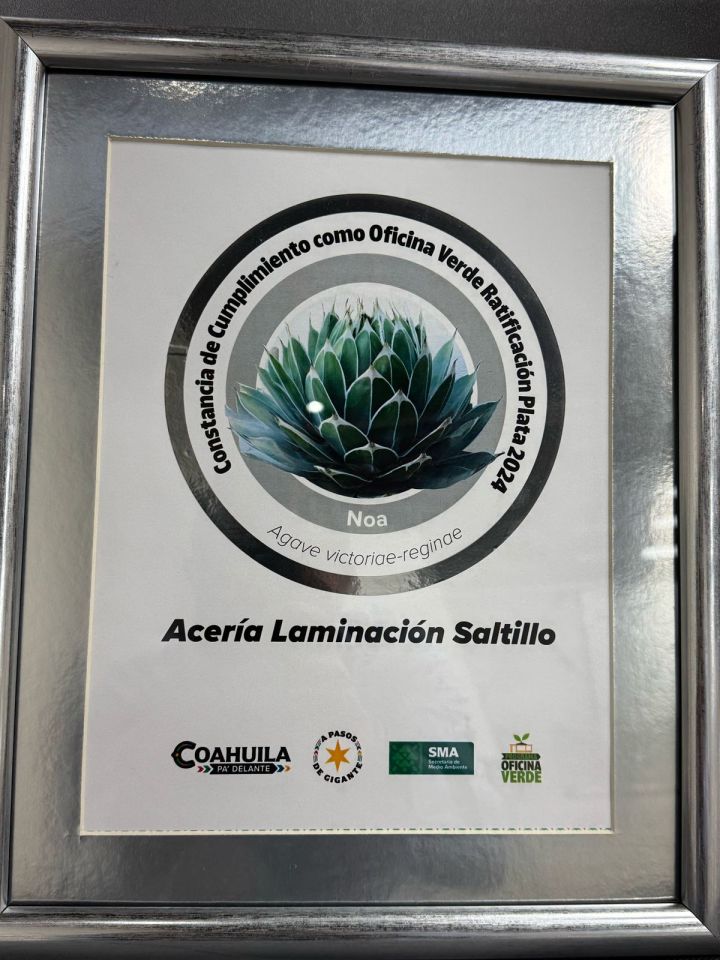 Constancia de Cumplimiento como Oficina Verde Ratificación Plata 2024
Noa
Agave victoriae-reginae
Acería Laminación Saltillo
COAHUILA
PA' DELANTE
A PASOS
DE GIGANTE
SMA
Secretaría de
Medio Ambiente
PROGRAMA
OFICINA
VERDE